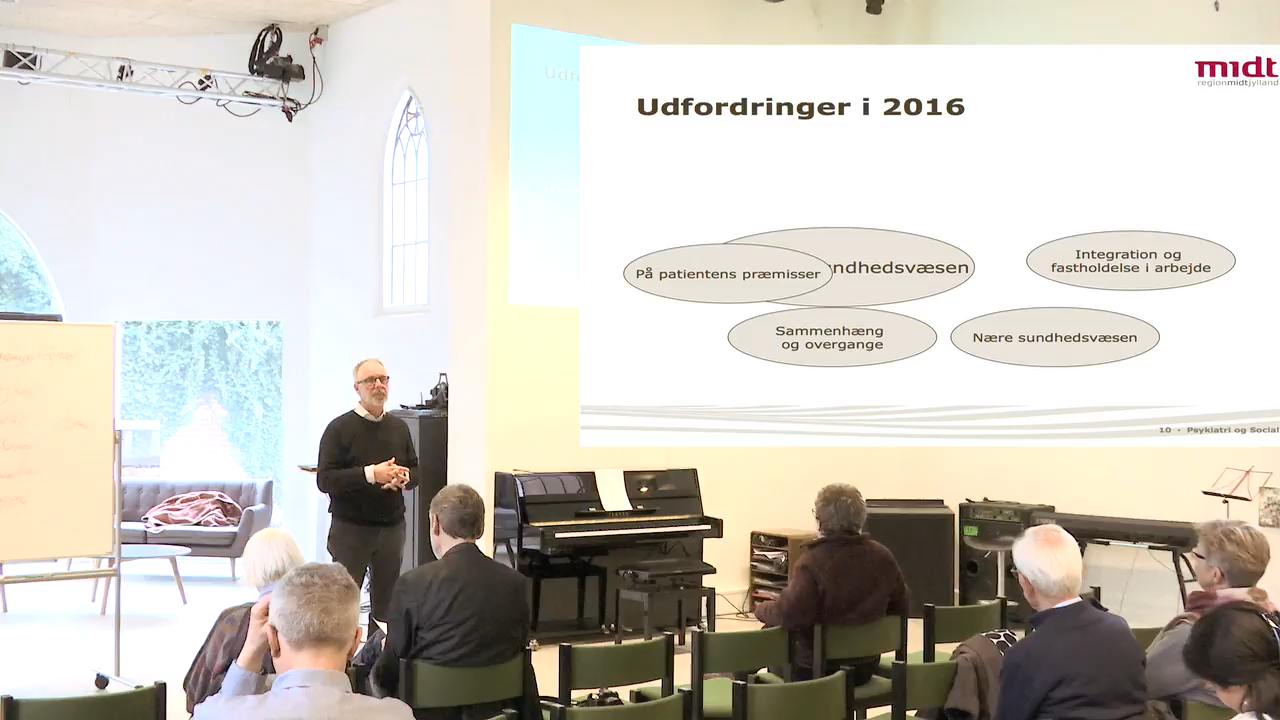 Udfordringer i 2016
midt
regionmidtjylland
På patientens præmisser
ndhedsvæsen
Integration og
fastholdelse i arbejde
Sammenhæng
og overgange
Nære sundhedsvæsen
10 · Psykiatri og Social